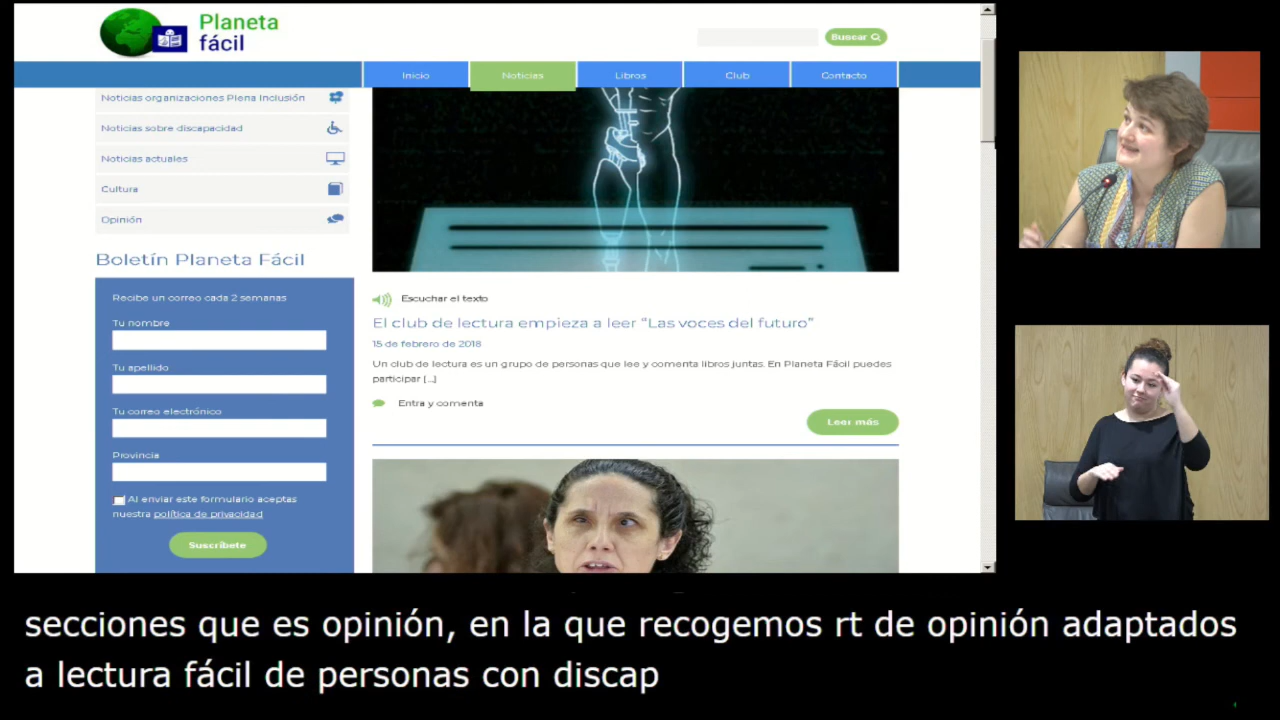 Planeta
fácil
Buscar
Inicio
Noticias
Libros
Club
Contacto
Noticias organizaciones Plena Inclusión
Noticias sobre discapacidad
Noticias actuales
Cultura
Opinión
Boletín Planeta Fácil
Recibe un correo cada 2 semanas
Tu nombre
Tu apellido
Tu correo electrónico
Provincia
Al enviar este formulario aceptas
nuestra política de privacidad
Suscríbete
Escuchar el texto
El club de lectura empieza a leer “Las voces del futuro”
15 de febrero de 2018
Un club de lectura es un grupo de personas que lee y comenta libros juntas. En Planeta Fácil puedes
participar [...]
Entra y comenta
Leer más
secciones que es opinión, en la que recogemos rt de opinión adaptados
a lectura fácil de personas con discap